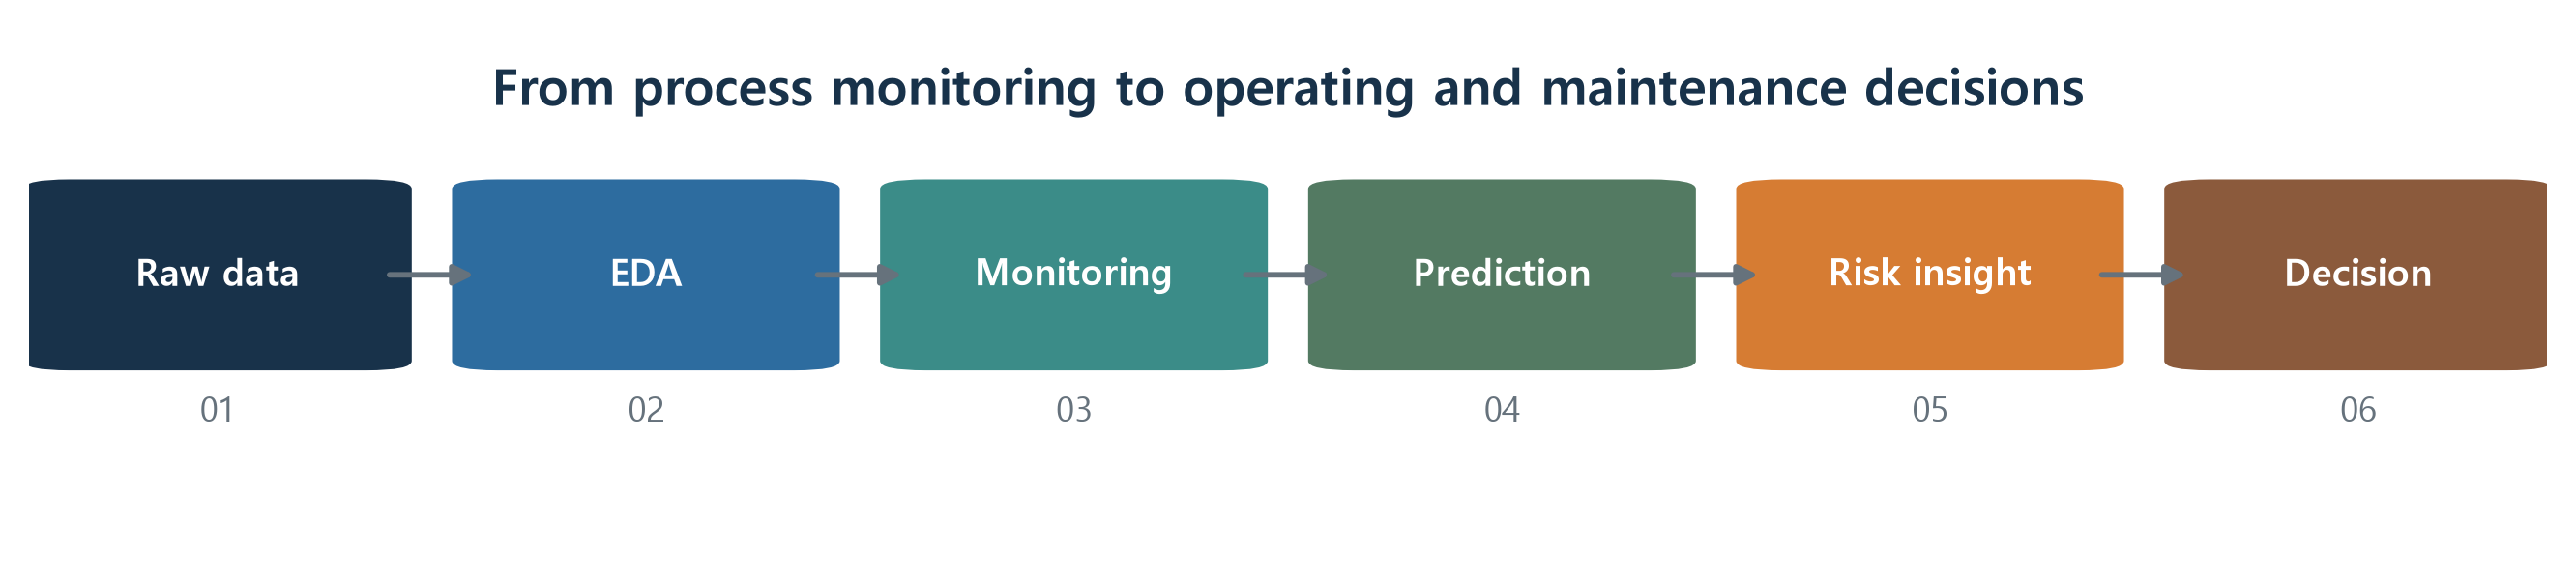 From process monitoring to operating and maintenance decisions
Raw data
EDA
Monitoring
Prediction
Risk insight
Decision
01
02
03
04
05
06